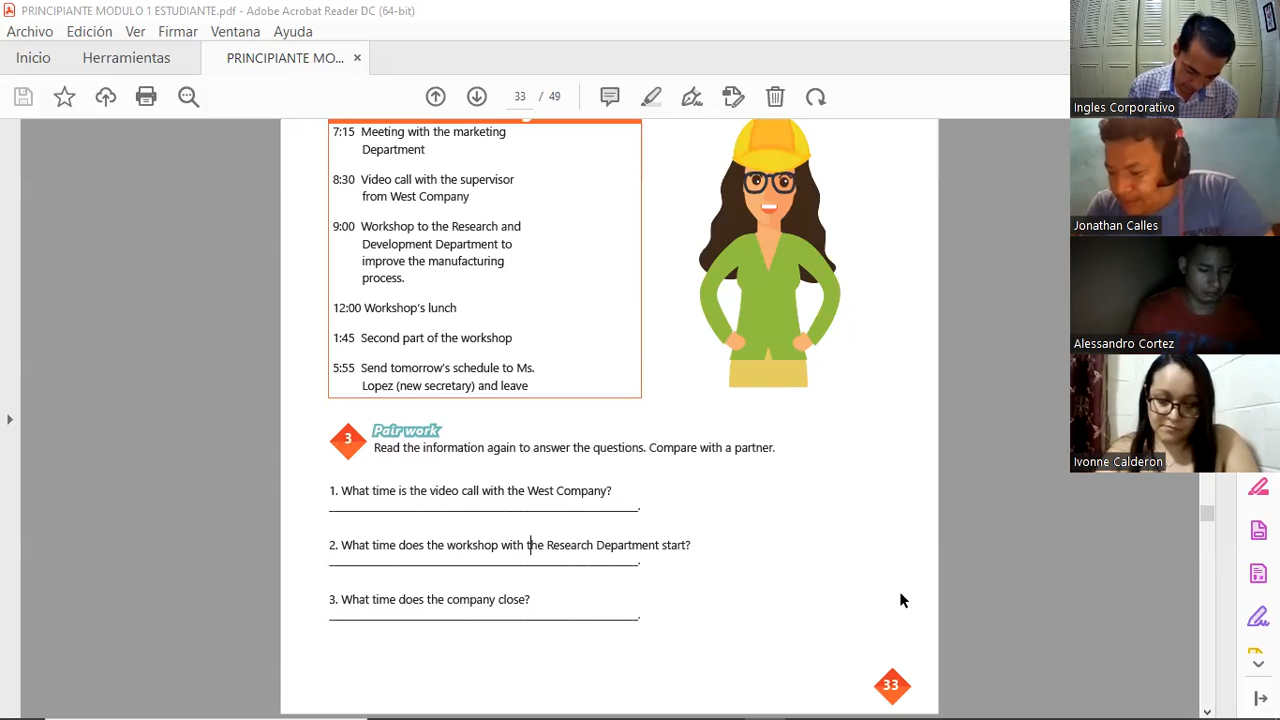 PRINCIPIANTE MODULO 1 ESTUDIANTE.pdf - Adobe Acrobat Reader DC (64-bit)
Archivo Edición Ver Firmar Ventana Ayuda
Inicio Herramientas PRINCIPIANTE MO... ×
33 / 49
7:15 Meeting with the marketing
Department
8:30 Video call with the supervisor
from West Company
9:00 Workshop to the Research and
Development Department to
improve the manufacturing
process.
12:00 Workshop's lunch
1:45 Second part of the workshop
5:55 Send tomorrow's schedule to Ms.
Lopez (new secretary) and leave
3 Pair work
Read the information again to answer the questions. Compare with a partner.
1. What time is the video call with the West Company?
2. What time does the workshop with the Research Department start?
3. What time does the company close?
33
Ingles Corporativo
Jonathan Calles
Alessandro Cortez
Ivonne Calderon